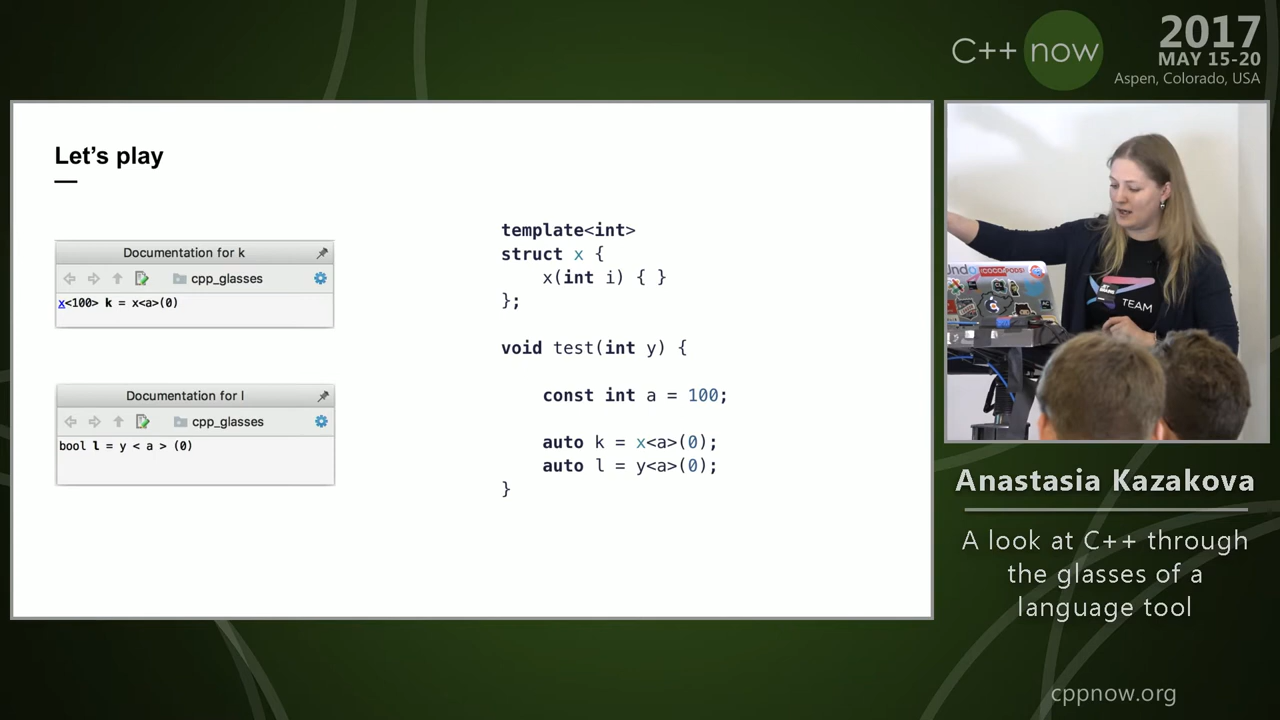 C++ now
2017
MAY 15-20
Aspen, Colorado, USA
Let's play
Documentation for k
cpp_glasses
x<100> k = x<a>(0)
Documentation for l
cpp_glasses
bool l = y < a > (0)
template<int>
struct x {
x(int i) { }
};
void test(int y) {
const int a = 100;
auto k = x<a>(0);
auto l = y<a>(0);
}
TEAM
Anastasia Kazakova
A look at C++ through
the glasses of a
language tool
cppnow.org